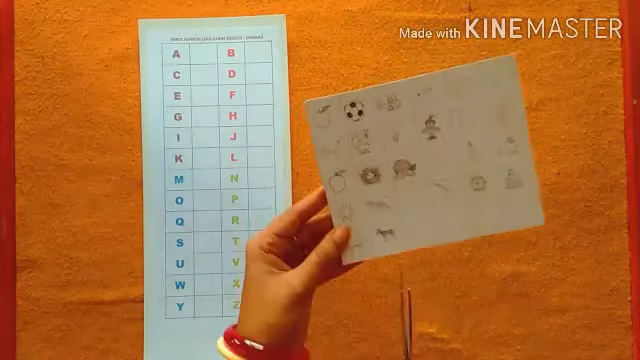 Made with KINEMASTER
A B
C D
E F
G H
I J
K L
M N
O P
Q R
S T
U V
W X
Y Z